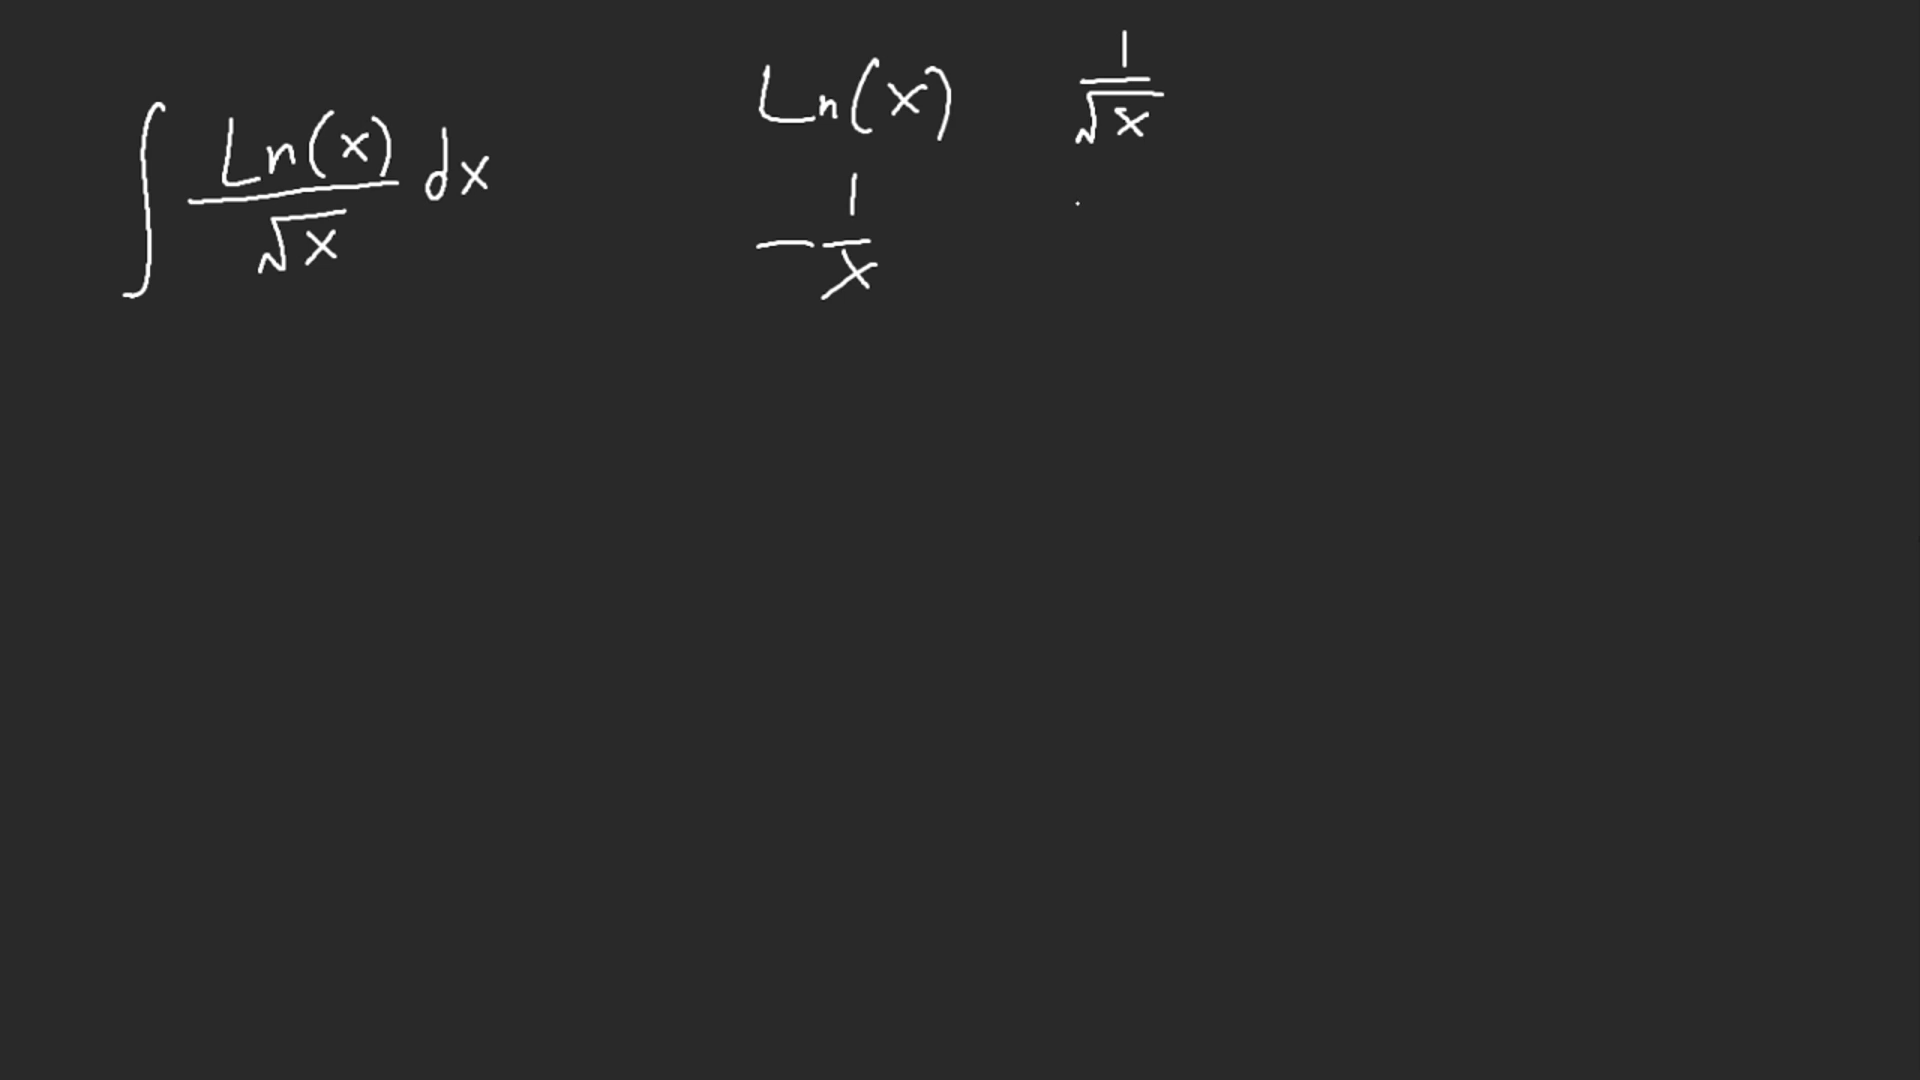 ∫ Ln(x)/√x dx
Ln(x) 1/√x
— 1/x